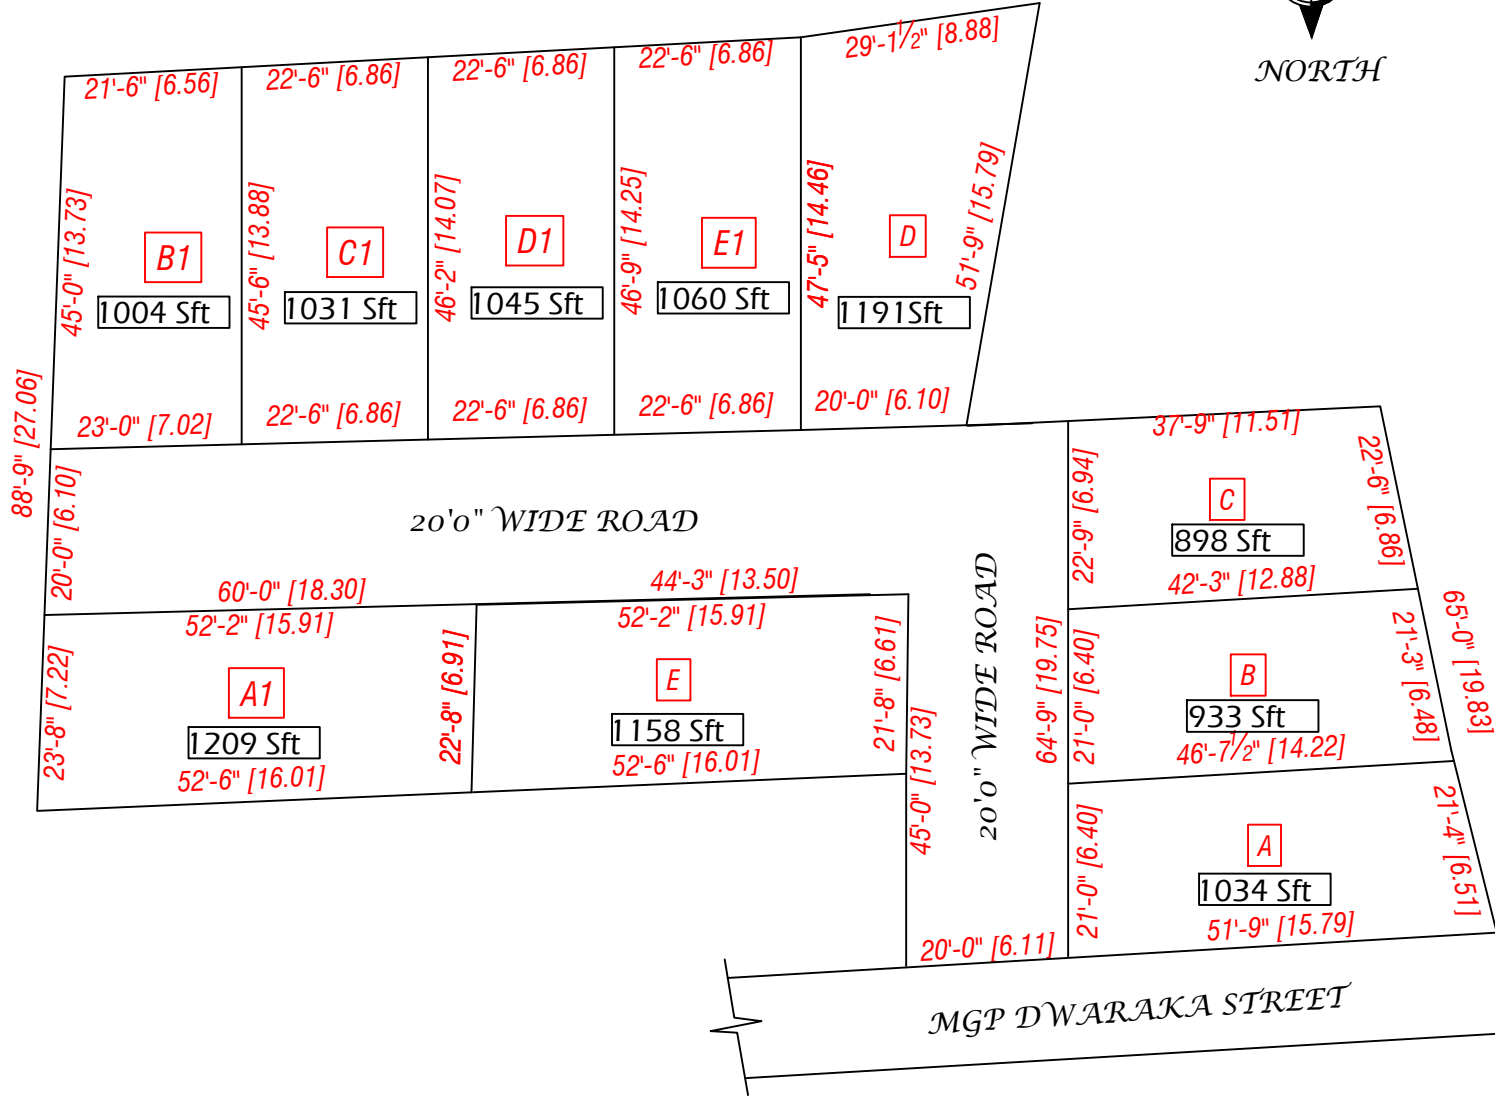 NORTH
21'-6" [6.56]
22'-6" [6.86]
22'-6" [6.86]
22'-6" [6.86]
29'-1½" [8.88]
45'-0" [13.73]
B1
1004 Sft
45'-6" [13.88]
C1
1031 Sft
46'-2" [14.07]
D1
1045 Sft
46'-9" [14.25]
E1
1060 Sft
47'-5" [14.46]
D
1191Sft
51'-9" [15.79]
23'-0" [7.02]
22'-6" [6.86]
22'-6" [6.86]
22'-6" [6.86]
20'-0" [6.10]
88'-9" [27.06]
20'-0" [6.10]
20'0" WIDE ROAD
60'-0" [18.30]
44'-3" [13.50]
37'-9" [11.51]
22'-9" [6.94]
C
898 Sft
22'-6" [6.86]
42'-3" [12.88]
52'-2" [15.91]
52'-2" [15.91]
23'-8" [7.22]
A1
1209 Sft
52'-6" [16.01]
22'-8" [6.91]
E
1158 Sft
52'-6" [16.01]
21'-8" [6.61]
45'-0" [13.73]
20'0" WIDE ROAD
64'-9" [19.75]
21'-0" [6.40]
B
933 Sft
46'-7½" [14.22]
21'-3" [6.48]
65'-0" [19.83]
21'-0" [6.40]
A
1034 Sft
51'-9" [15.79]
21'-4" [6.51]
20'-0" [6.11]
MGP DWARAKA STREET